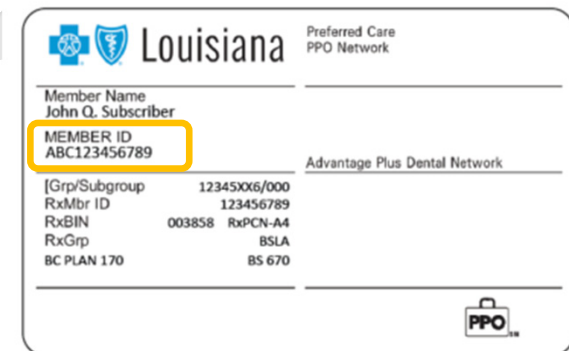 Louisiana
Preferred Care
PPO Network
Member Name
John Q. Subscriber
MEMBER ID
ABC123456789
Advantage Plus Dental Network
[Grp/Subgroup 12345XX6/000
RxMbr ID 123456789
RxBIN 003858 RxPCN-A4
RxGrp BSLA
BC PLAN 170 BS 670
PPO SM